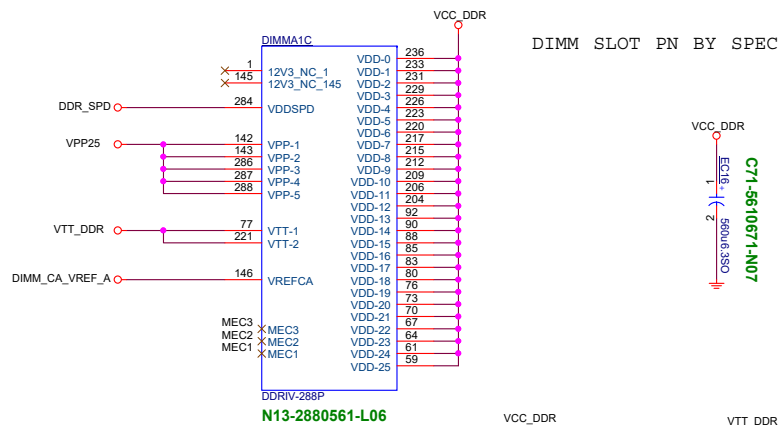 VCC_DDR
DIMM SLOT PN BY SPEC
DIMMA1C
1 12V3_NC_1
145 12V3_NC_145
DDR_SPD 284 VDDSPD
VPP25 142 VPP-1
143 VPP-2
286 VPP-3
287 VPP-4
288 VPP-5
VTT_DDR 77 VTT-1
221 VTT-2
DIMM_CA_VREF_A 146 VREFCA
MEC3 MEC3
MEC2 MEC2
MEC1 MEC1
VDD-0 236
VDD-1 233
VDD-2 231
VDD-3 229
VDD-4 226
VDD-5 223
VDD-6 220
VDD-7 217
VDD-8 215
VDD-9 212
VDD-10 209
VDD-11 206
VDD-12 204
VDD-13 92
VDD-14 90
VDD-15 88
VDD-16 85
VDD-17 83
VDD-18 80
VDD-19 76
VDD-20 73
VDD-21 70
VDD-22 67
VDD-23 64
VDD-24 61
VDD-25 59
DDRIV-288P
N13-2880561-L06
VCC_DDR
1
EC16
+
2
560u6.3SO
C71-5610671-N07
VCC_DDR
VTT_DDR